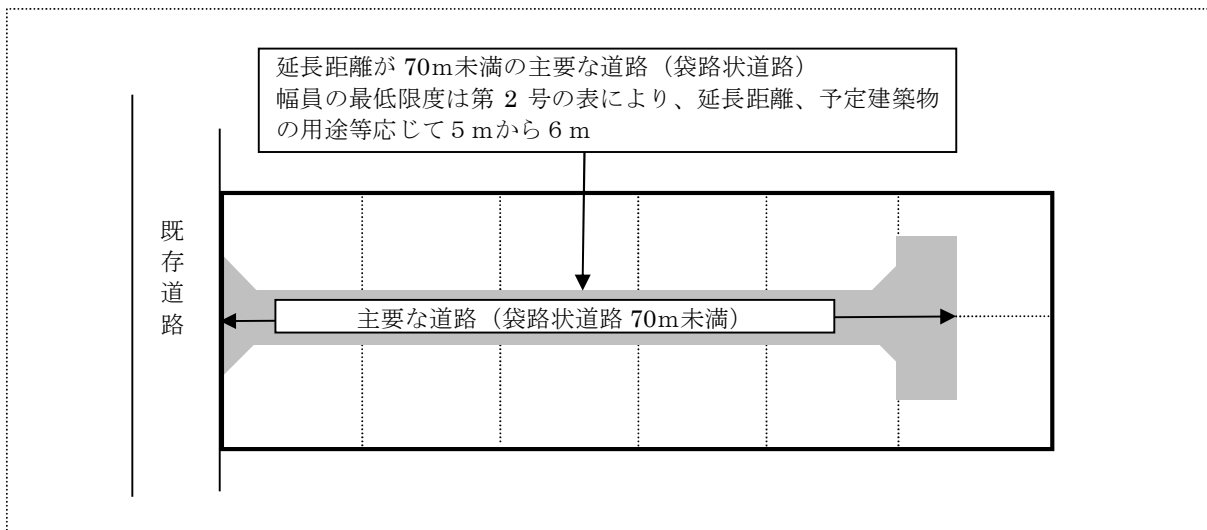 延長距離が 70m未満の主要な道路（袋路状道路）
幅員の最低限度は第 2 号の表により、延長距離、予定建築物
の用途等応じて５ｍから６ｍ
既存道路
主要な道路（袋路状道路 70m未満）